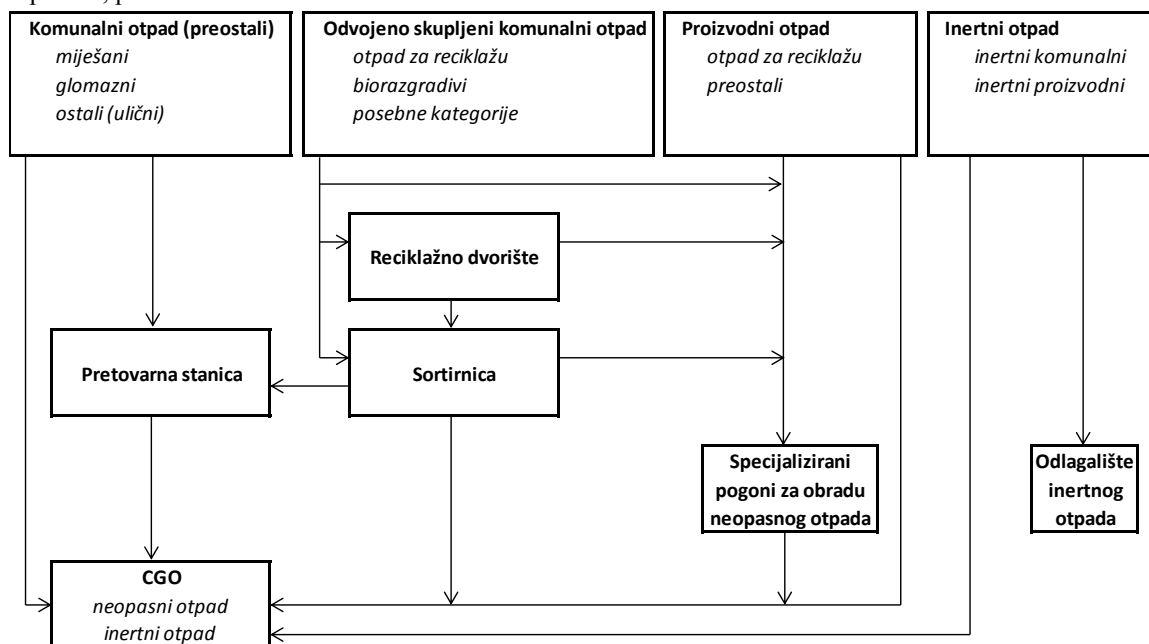 Komunalni otpad (preostali)
miješani
glomazni
ostali (ulični)
Odvojeno skupljeni komunalni otpad
otpad za reciklažu
biorazgradivi
posebne kategorije
Proizvodni otpad
otpad za reciklažu
preostali
Inertni otpad
inertni komunalni
inertni proizvodni
Reciklažno dvorište
Pretovarna stanica
Sortirnica
Specijalizirani
pogoni za obradu
neopasnog otpada
Odlagalište
inertnog
otpada
CGO
neopasni otpad
inertni otpad